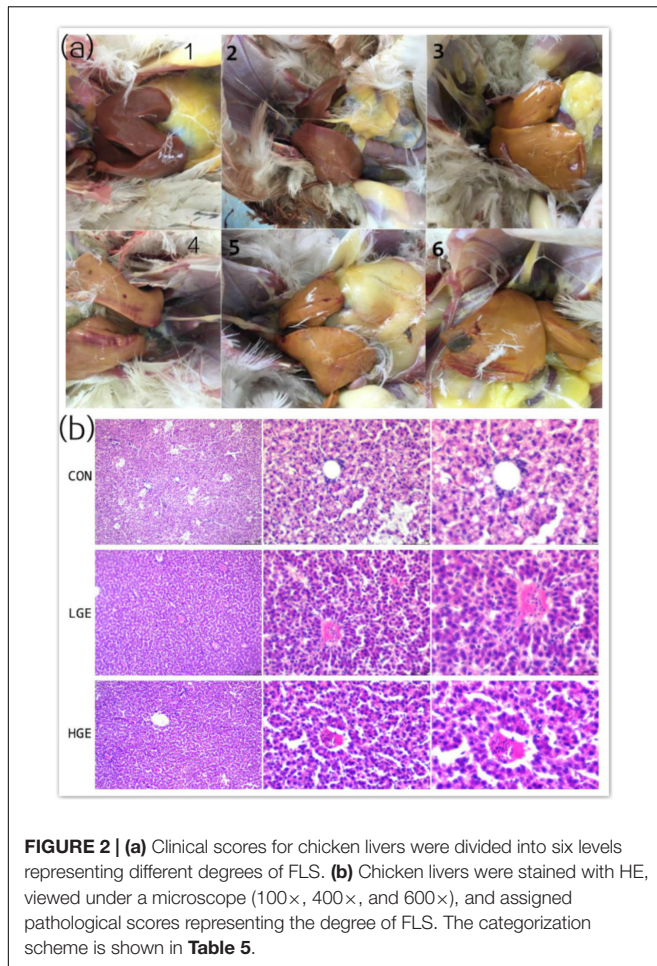 (a)
1
2
3
4
5
6
(b)
CON
LGE
HGE
FIGURE 2 | (a) Clinical scores for chicken livers were divided into six levels
representing different degrees of FLS. (b) Chicken livers were stained with HE,
viewed under a microscope (100×, 400×, and 600×), and assigned
pathological scores representing the degree of FLS. The categorization
scheme is shown in Table 5.